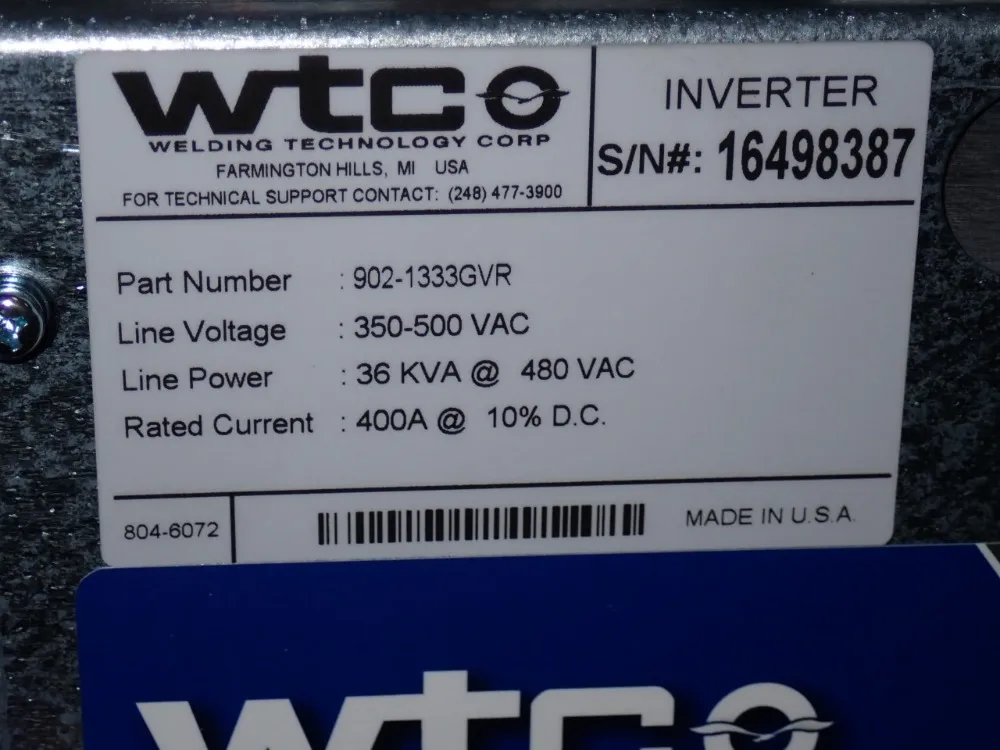 wtco
WELDING TECHNOLOGY CORP
FARMINGTON HILLS, MI USA
FOR TECHNICAL SUPPORT CONTACT: (248) 477-3900
INVERTER
S/N#: 16498387
Part Number : 902-1333GVR
Line Voltage : 350-500 VAC
Line Power : 36 KVA @ 480 VAC
Rated Current : 400A @ 10% D.C.
804-6072
MADE IN U.S.A.
wtco